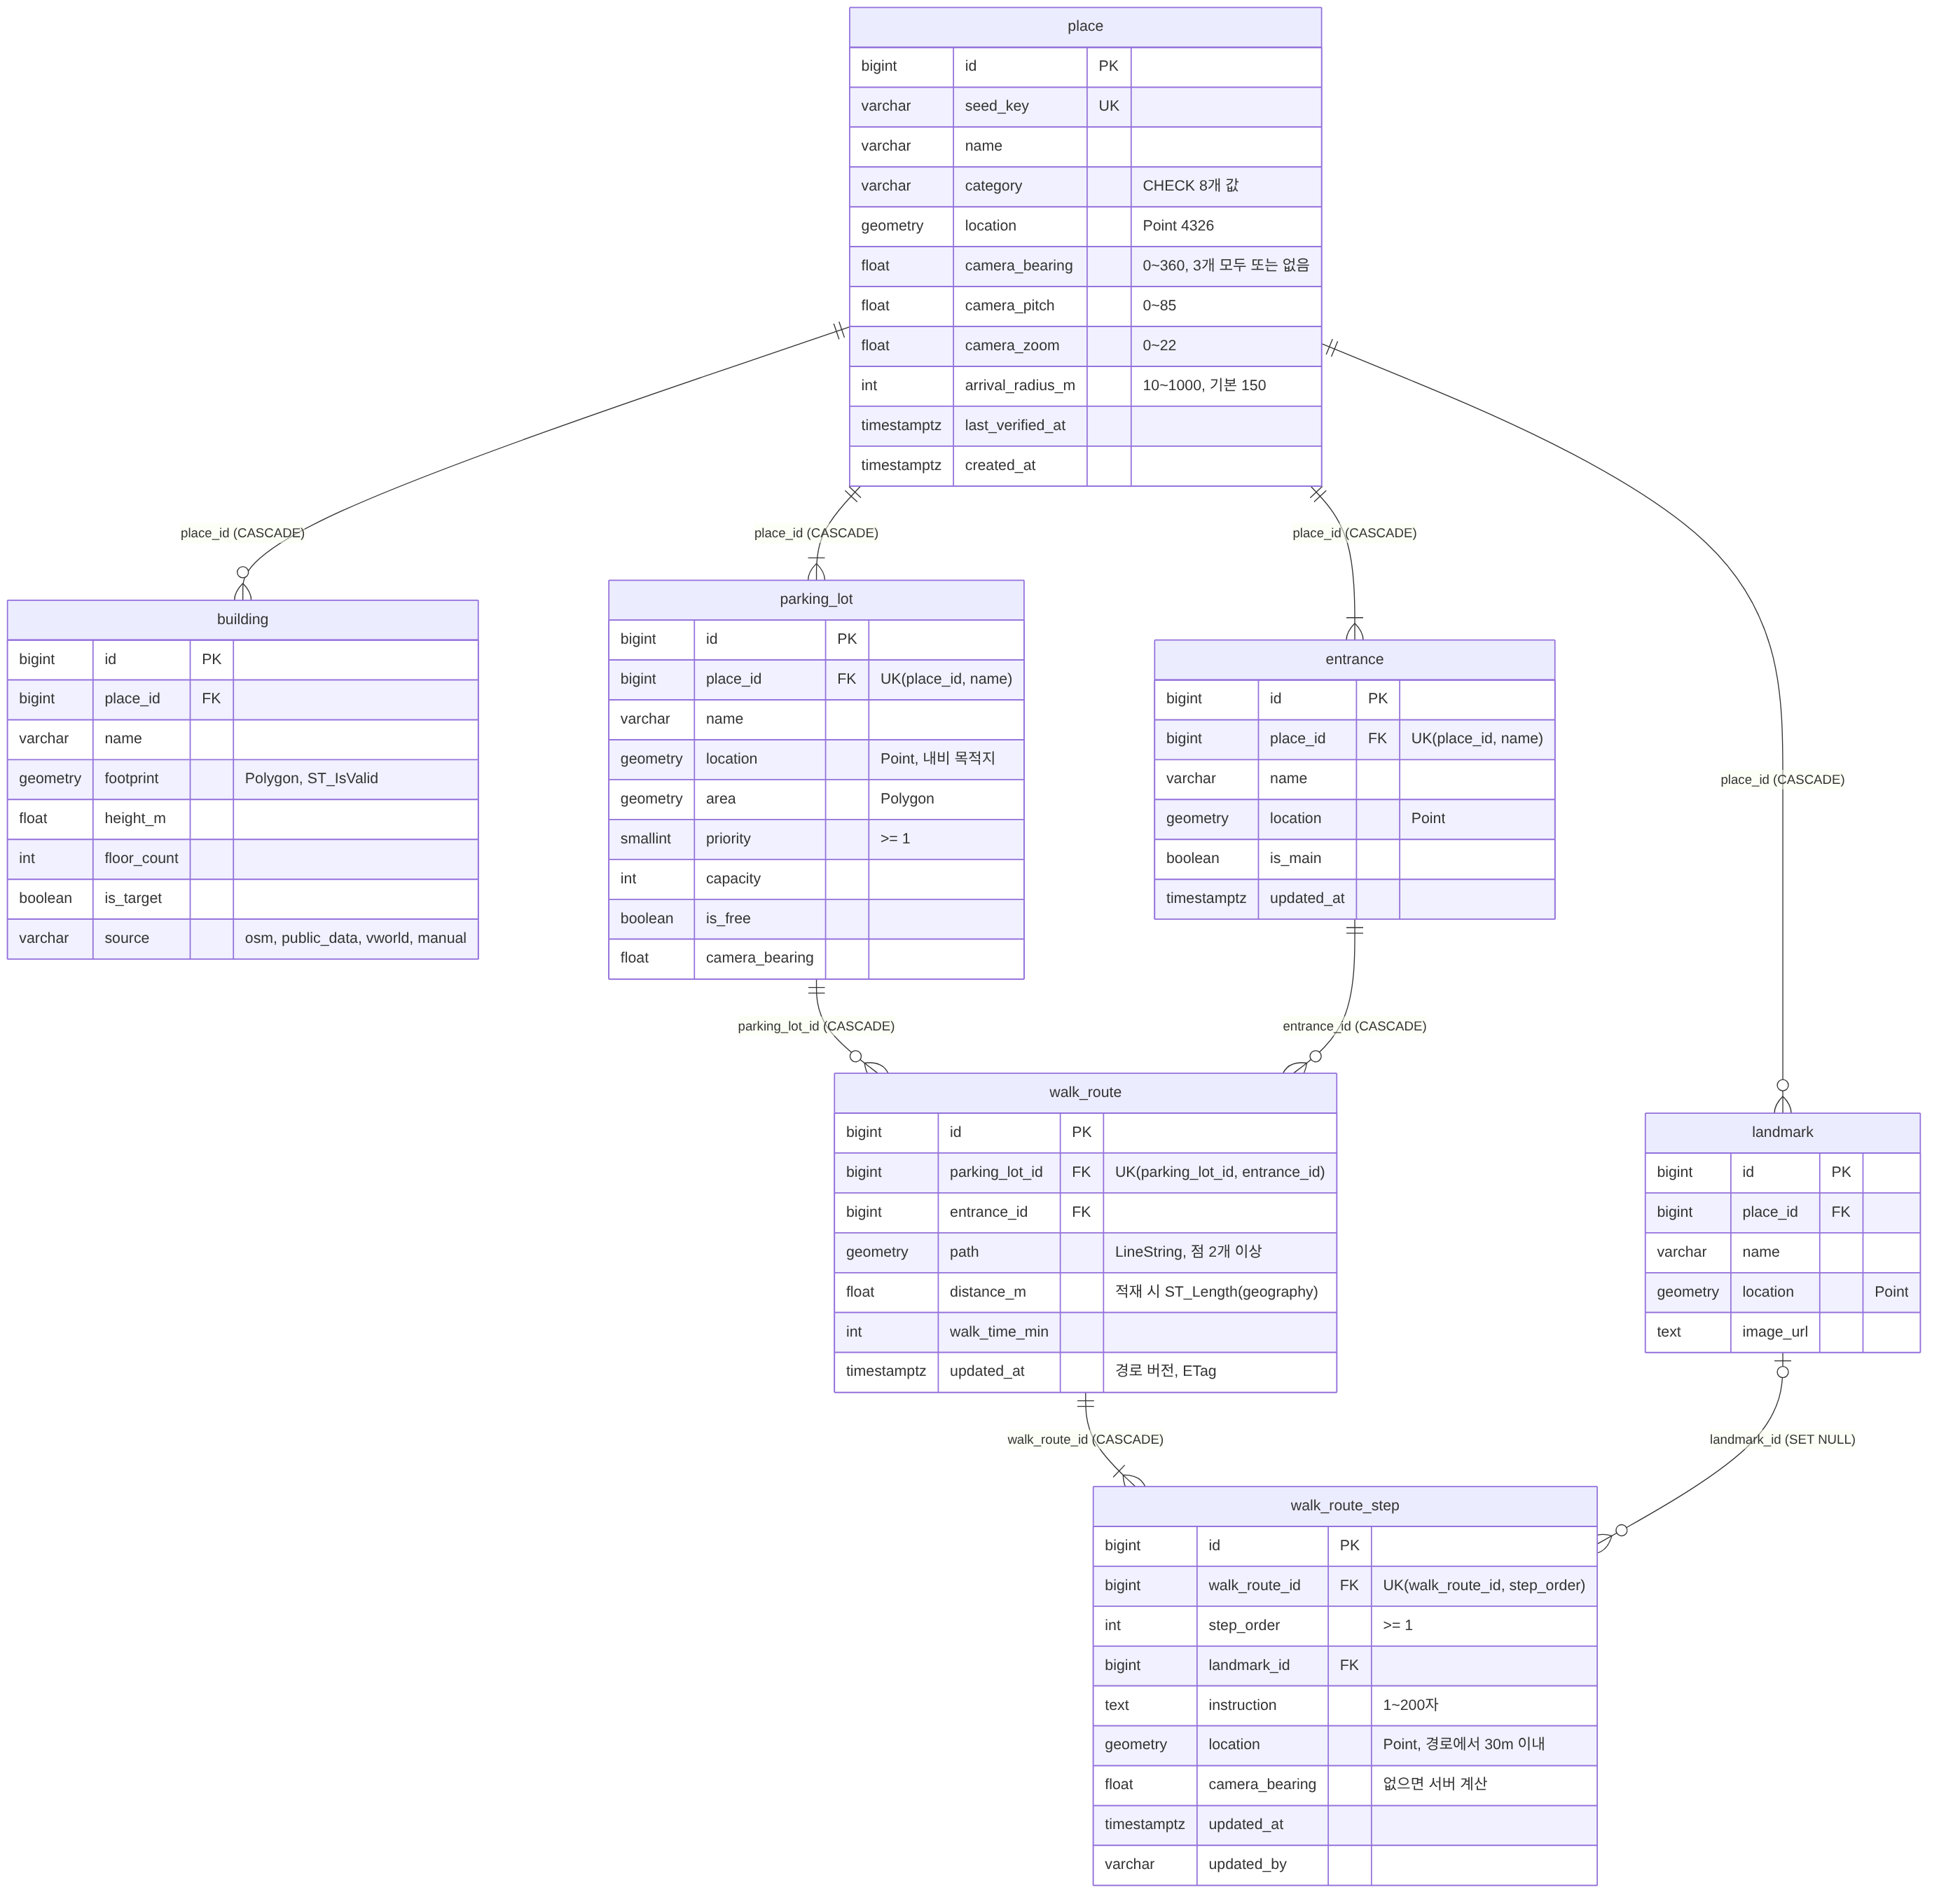 place
bigint id PK
varchar seed_key UK
varchar name
varchar category CHECK 8개 값
geometry location Point 4326
float camera_bearing 0~360, 3개 모두 또는 없음
float camera_pitch 0~85
float camera_zoom 0~22
int arrival_radius_m 10~1000, 기본 150
timestamptz last_verified_at
timestamptz created_at
place_id (CASCADE)
place_id (CASCADE)
place_id (CASCADE)
place_id (CASCADE)
building
bigint id PK
bigint place_id FK
varchar name
geometry footprint Polygon, ST_IsValid
float height_m
int floor_count
boolean is_target
varchar source osm, public_data, vworld, manual
parking_lot
bigint id PK
bigint place_id FK UK(place_id, name)
varchar name
geometry location Point, 내비 목적지
geometry area Polygon
smallint priority >= 1
int capacity
boolean is_free
float camera_bearing
entrance
bigint id PK
bigint place_id FK UK(place_id, name)
varchar name
geometry location Point
boolean is_main
timestamptz updated_at
parking_lot_id (CASCADE)
entrance_id (CASCADE)
walk_route
bigint id PK
bigint parking_lot_id FK UK(parking_lot_id, entrance_id)
bigint entrance_id FK
geometry path LineString, 점 2개 이상
float distance_m 적재 시 ST_Length(geography)
int walk_time_min
timestamptz updated_at 경로 버전, ETag
landmark
bigint id PK
bigint place_id FK
varchar name
geometry location Point
text image_url
walk_route_id (CASCADE)
landmark_id (SET NULL)
walk_route_step
bigint id PK
bigint walk_route_id FK UK(walk_route_id, step_order)
int step_order >= 1
bigint landmark_id FK
text instruction 1~200자
geometry location Point, 경로에서 30m 이내
float camera_bearing 없으면 서버 계산
timestamptz updated_at
varchar updated_by